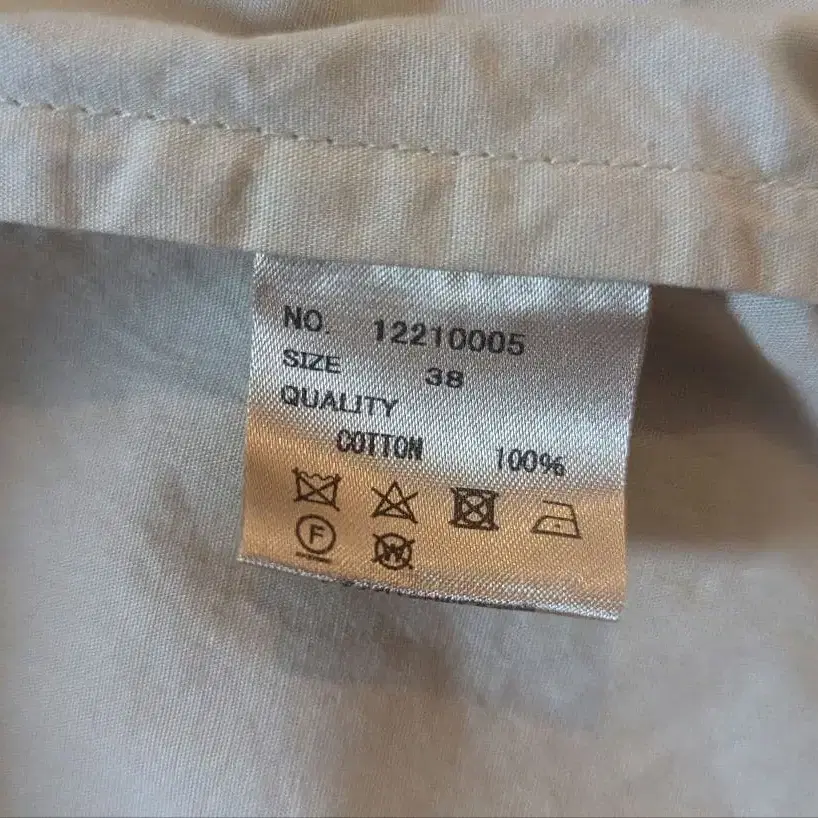 NO. 12210005
SIZE 38
QUALITY
COTTON 100%
F W